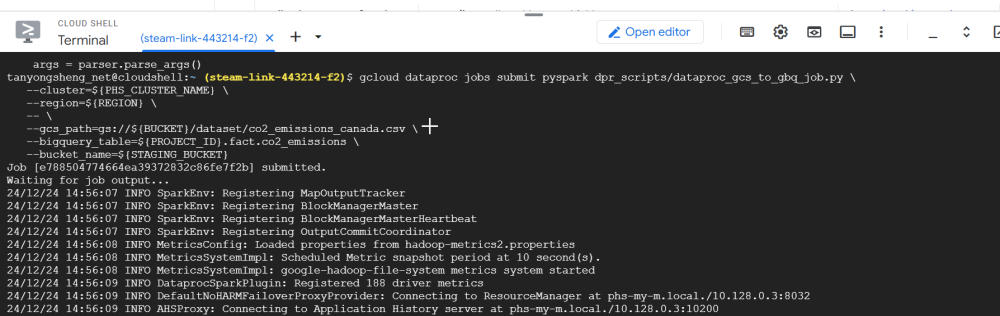 CLOUD SHELL
Terminal
(steam-link-443214-f2) × + 
Open editor
args = parser.parse_args()
tanyongsheng_net@cloudshell:~ (steam-link-443214-f2)$ gcloud dataproc jobs submit pyspark dpr_scripts/dataproc_gcs_to_gbq_job.py \
--cluster=${PHS_CLUSTER_NAME} \
--region=${REGION} \
-- \
--gcs_path=gs://${BUCKET}/dataset/co2_emissions_canada.csv \
--bigquery_table=${PROJECT_ID}.fact.co2_emissions \
--bucket_name=${STAGING_BUCKET}
Job [e788504774664ea39372832c86fe7f2b] submitted.
Waiting for job output...
24/12/24 14:56:07 INFO SparkEnv: Registering MapOutputTracker
24/12/24 14:56:07 INFO SparkEnv: Registering BlockManagerMaster
24/12/24 14:56:07 INFO SparkEnv: Registering BlockManagerMasterHeartbeat
24/12/24 14:56:07 INFO SparkEnv: Registering OutputCommitCoordinator
24/12/24 14:56:08 INFO MetricsConfig: Loaded properties from hadoop-metrics2.properties
24/12/24 14:56:08 INFO MetricsSystemImpl: Scheduled Metric snapshot period at 10 second(s).
24/12/24 14:56:08 INFO MetricsSystemImpl: google-hadoop-file-system metrics system started
24/12/24 14:56:09 INFO DataprocSparkPlugin: Registered 188 driver metrics
24/12/24 14:56:09 INFO DefaultNoHARMFailoverProxyProvider: Connecting to ResourceManager at phs-my-m.local./10.128.0.3:8032
24/12/24 14:56:09 INFO AHSProxy: Connecting to Application History server at phs-my-m.local./10.128.0.3:10200